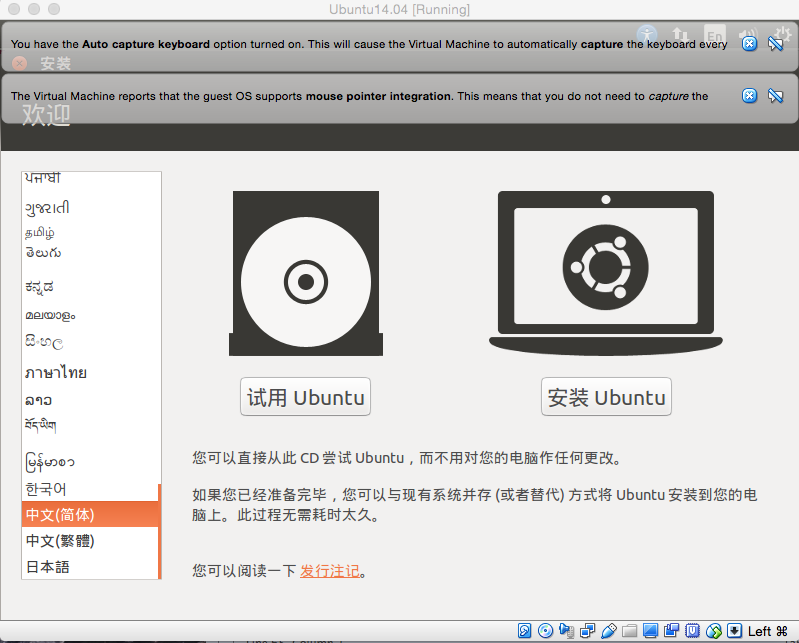 Ubuntu14.04 [Running]
You have the Auto capture keyboard option turned on. This will cause the Virtual Machine to automatically capture the keyboard every
En
安装
The Virtual Machine reports that the guest OS supports mouse pointer integration. This means that you do not need to capture the
欢迎
ਪੰਜਾਬੀ
ગુજરાતી
தமிழ்
తెలుగు
ಕನ್ನಡ
മലയാളം
සිංහල
ภาษาไทย
ລາວ
བོད་ཡིག
မြန်မာစာ
한국어
中文(简体)
中文(繁體)
日本語
试用 Ubuntu
安装 Ubuntu
您可以直接从此 CD 尝试 Ubuntu，而不用对您的电脑作任何更改。
如果您已经准备完毕，您可以与现有系统并存 (或者替代) 方式将 Ubuntu 安装到您的电
脑上。此过程无需耗时太久。
您可以阅读一下 发行注记。
Left ⌘